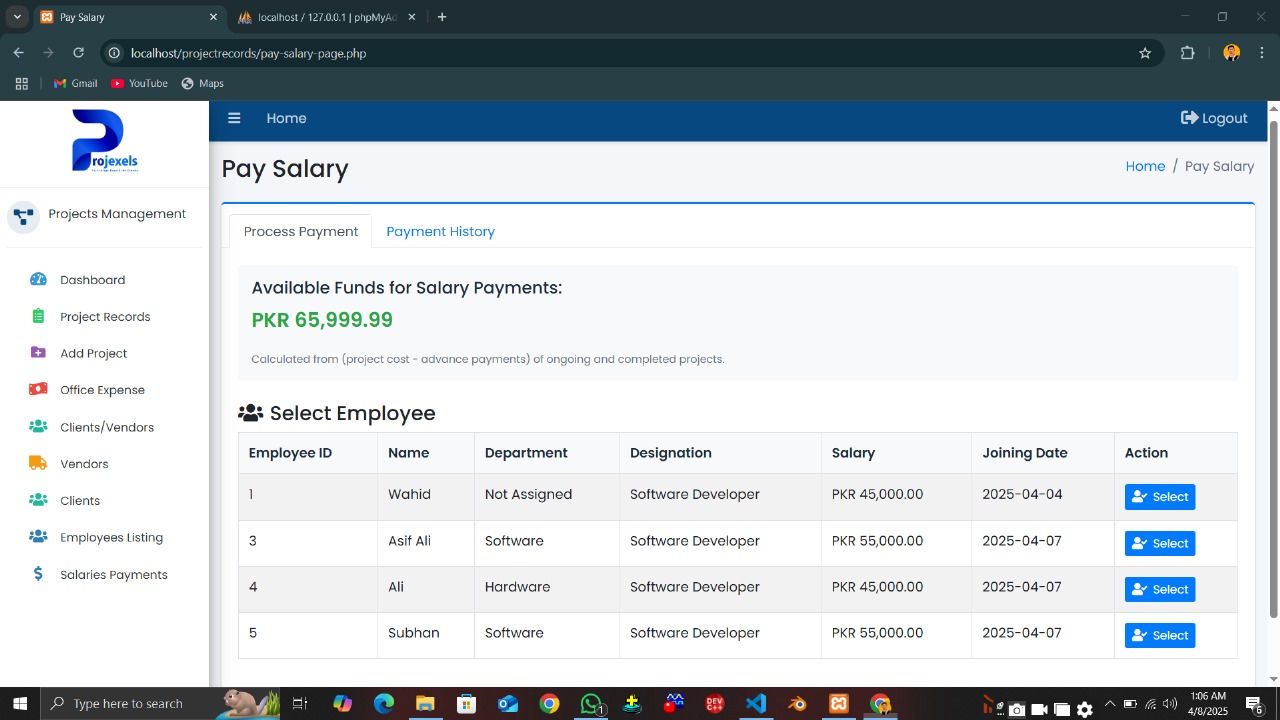 Pay Salary
localhost / 127.0.0.1 | phpMyAd
localhost/projectrecords/pay-salary-page.php
Gmail
YouTube
Maps
Projexels
Home
Logout
Pay Salary
Home / Pay Salary
Projects Management
Process Payment
Payment History
Dashboard
Project Records
Add Project
Office Expense
Clients/Vendors
Vendors
Clients
Employees Listing
Salaries Payments
Available Funds for Salary Payments:
PKR 65,999.99
Calculated from (project cost - advance payments) of ongoing and completed projects.
Select Employee
Employee ID Name Department Designation Salary Joining Date Action
1 Wahid Not Assigned Software Developer PKR 45,000.00 2025-04-04 Select
3 Asif Ali Software Software Developer PKR 55,000.00 2025-04-07 Select
4 Ali Hardware Software Developer PKR 45,000.00 2025-04-07 Select
5 Subhan Software Software Developer PKR 55,000.00 2025-04-07 Select
Type here to search
1
DEV
C++
1:06 AM
4/8/2025
6